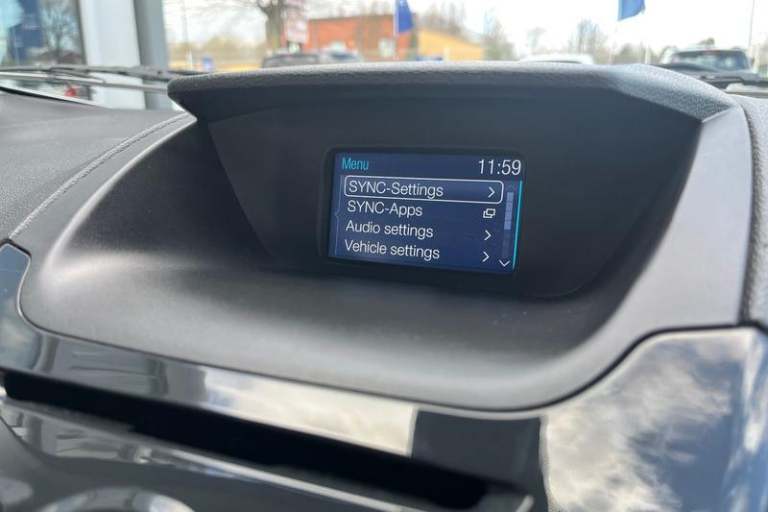 Menu 11:59
SYNC-Settings
SYNC-Apps
Audio settings
Vehicle settings